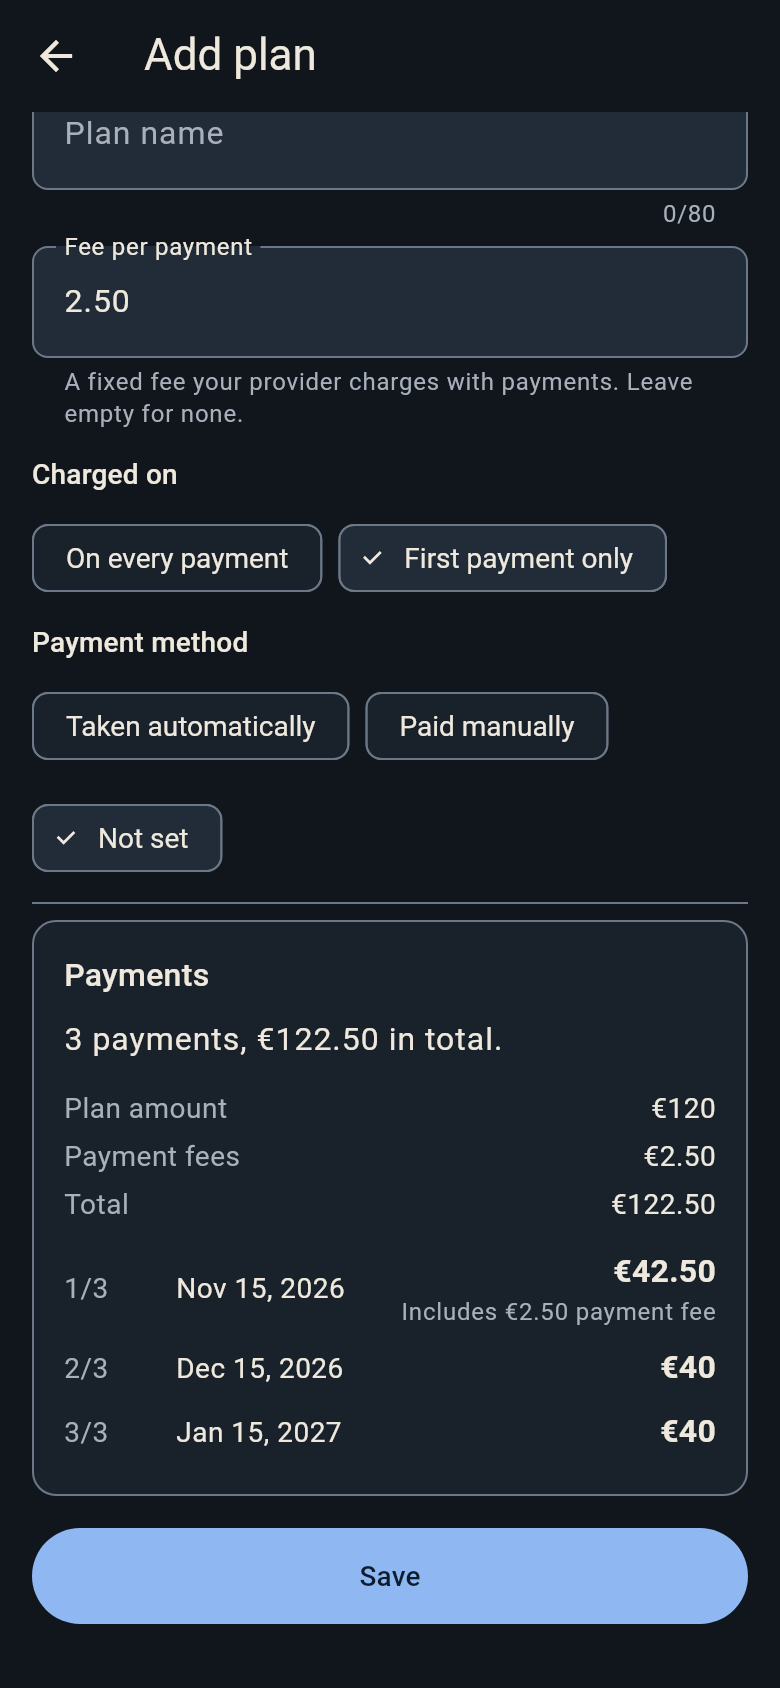 Add plan
Plan name
0/80
Fee per payment
2.50
A fixed fee your provider charges with payments. Leave
empty for none.
Charged on
On every payment
First payment only
Payment method
Taken automatically
Paid manually
Not set
Payments
3 payments, €122.50 in total.
Plan amount €120
Payment fees €2.50
Total €122.50
1/3 Nov 15, 2026 €42.50
Includes €2.50 payment fee
2/3 Dec 15, 2026 €40
3/3 Jan 15, 2027 €40
Save